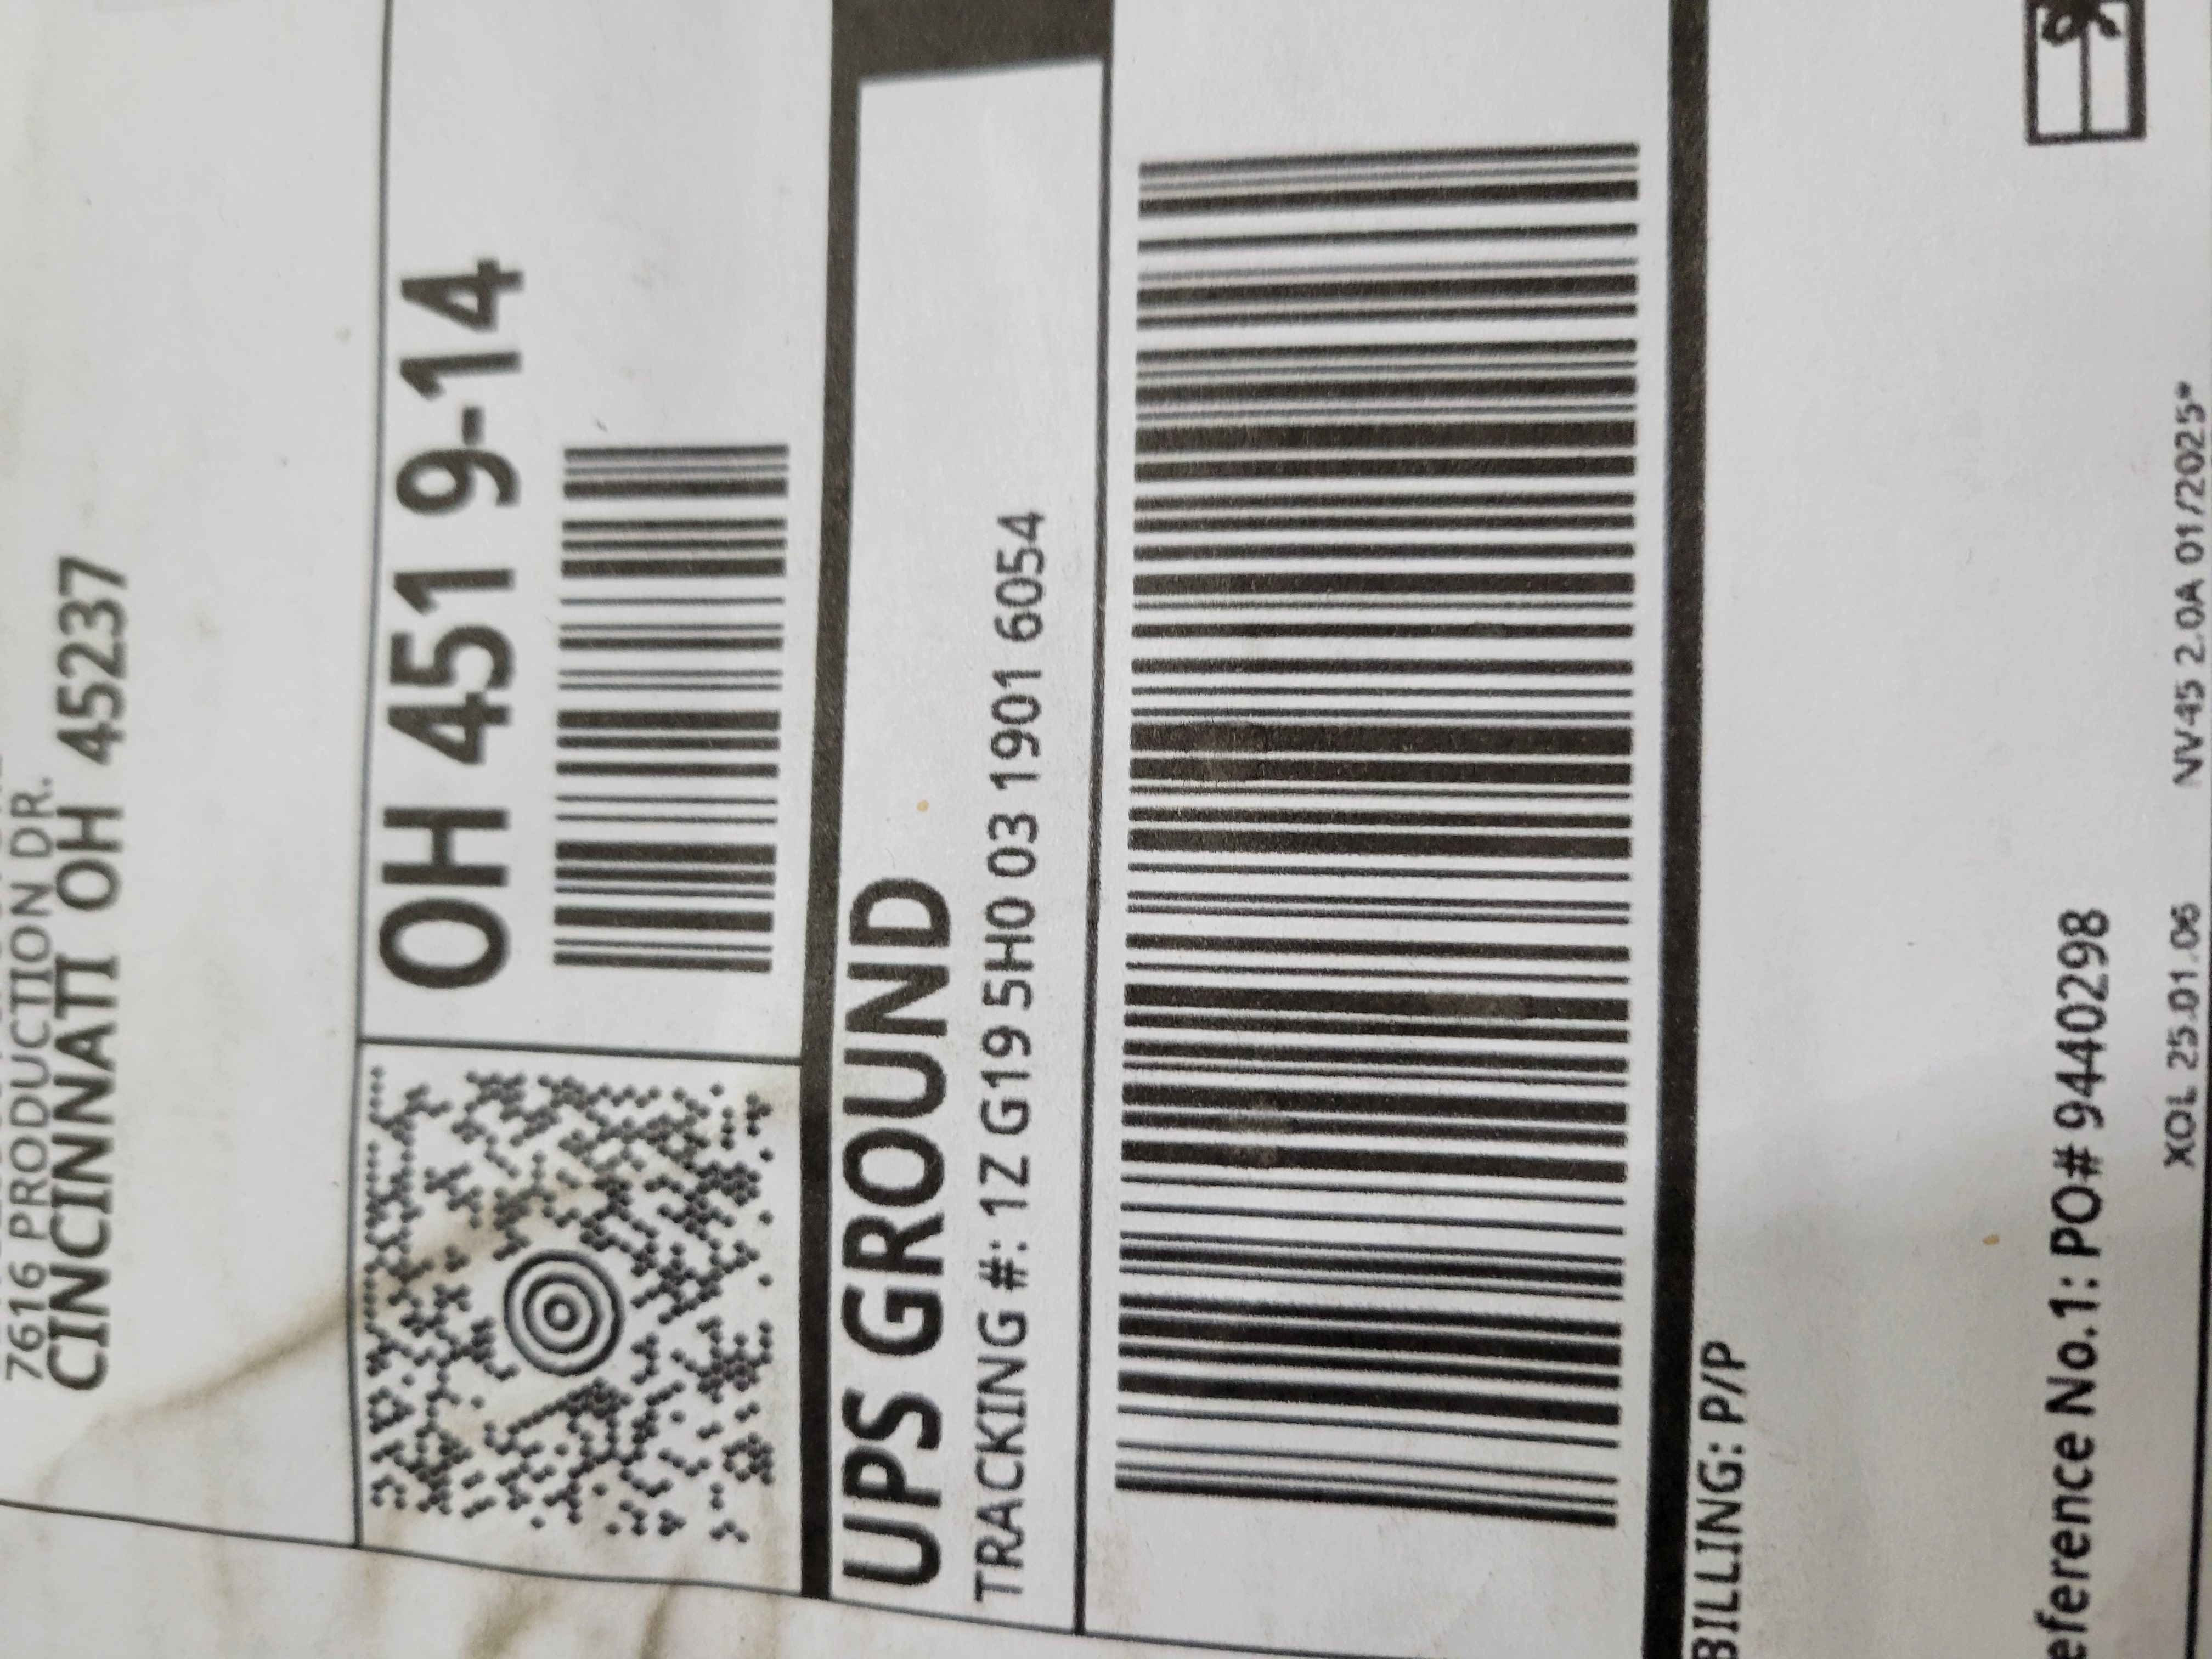 7616 PRODUCTION DR.
CINCINNATI OH 45237
OH 451 9-14
UPS GROUND
TRACKING #: 1Z G19 5H0 03 1901 6054
BILLING: P/P
eference No.1: PO# 9440298
XOL 25.01.06 NV45 2.0A 01/2025*